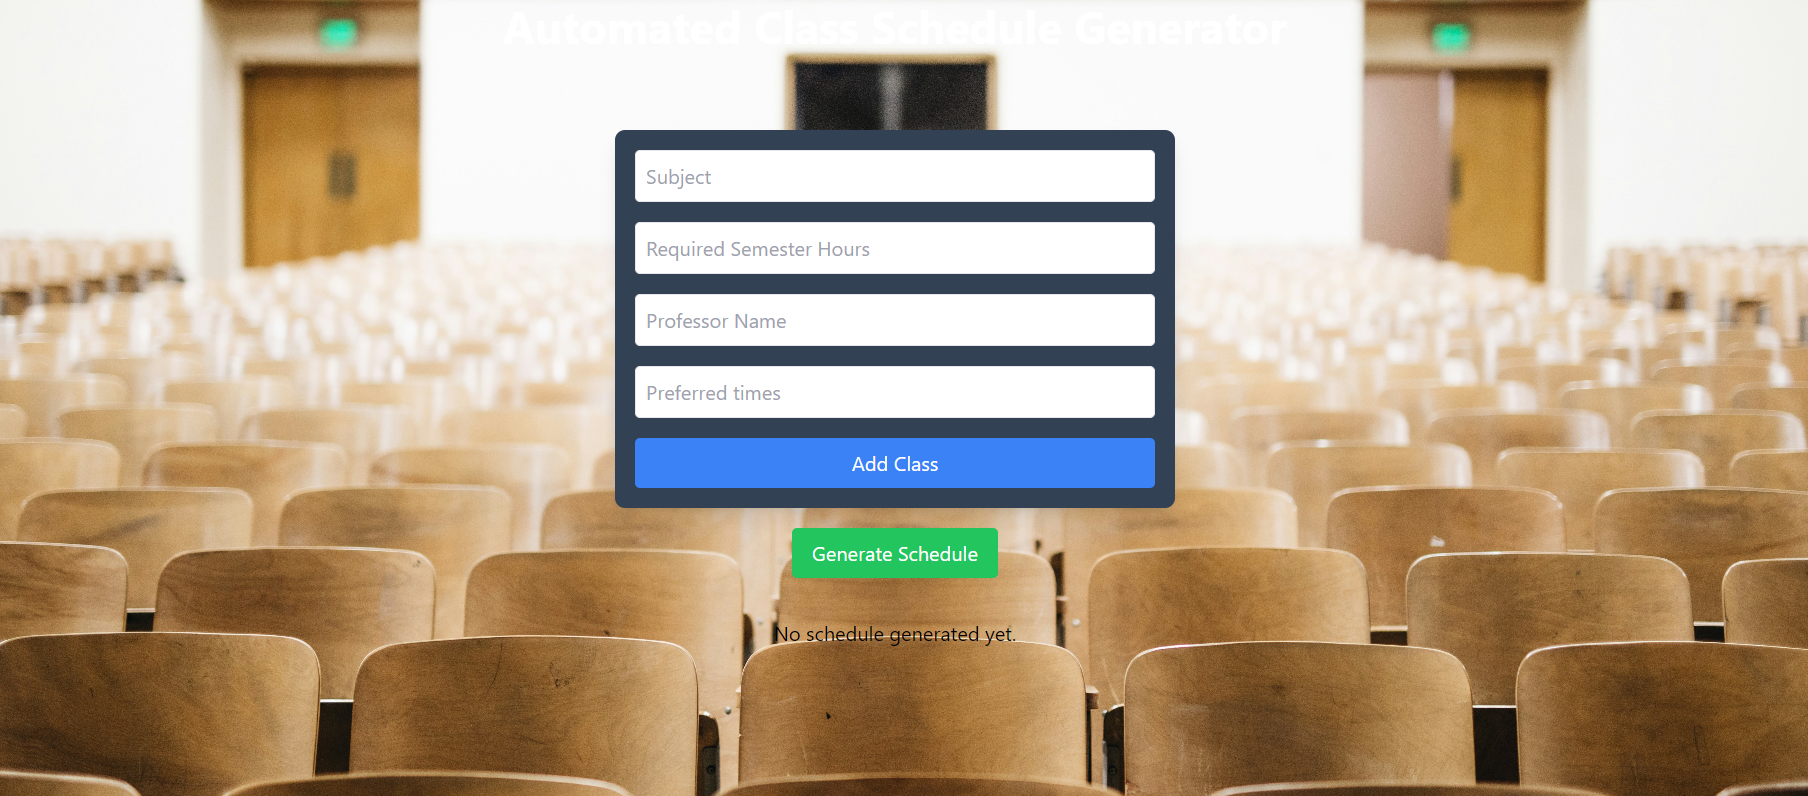 Automated Class Schedule Generator
Subject
Required Semester Hours
Professor Name
Preferred times
Add Class
Generate Schedule
No schedule generated yet.